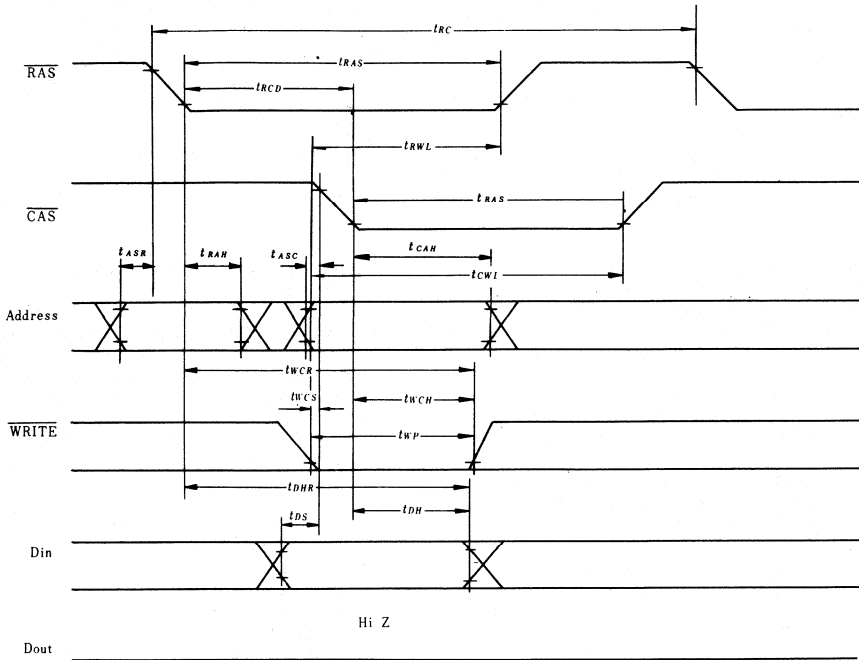 tRC
RAS
tRAS
tRCD
tRWL
CAS
tRAS
tASR
tRAH
tASC
tCAH
tCWI
Address
tWCR
tWCS
tWCH
WRITE
tWP
tDHR
tDS
tDH
Din
Hi Z
Dout